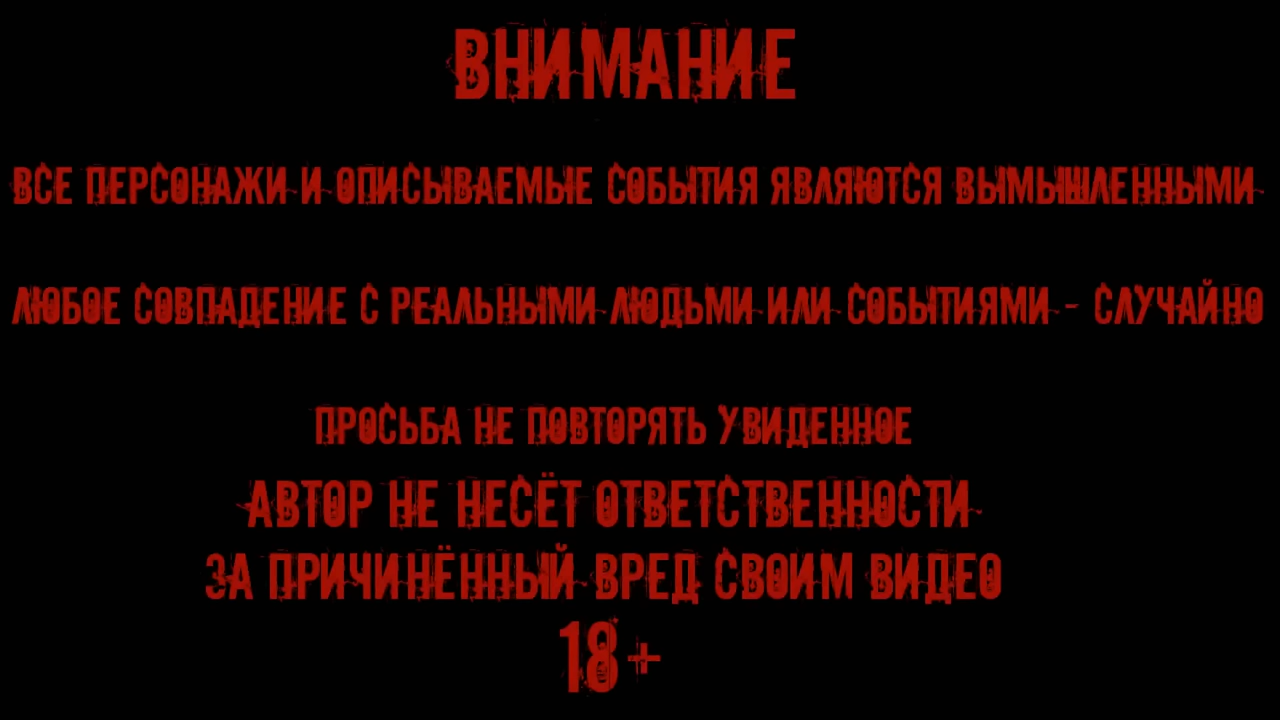 ВНИМАНИЕ
ВСЕ ПЕРСОНАЖИ И ОПИСЫВАЕМЫЕ СОБЫТИЯ ЯВЛЯЮТСЯ ВЫМЫШЛЕННЫМИ
ЛЮБОЕ СОВПАДЕНИЕ С РЕАЛЬНЫМИ ЛЮДЬМИ ИЛИ СОБЫТИЯМИ - СЛУЧАЙНО
ПРОСЬБА НЕ ПОВТОРЯТЬ УВИДЕННОЕ
АВТОР НЕ НЕСЁТ ОТВЕТСТВЕННОСТИ
ЗА ПРИЧИНЁННЫЙ ВРЕД СВОИМ ВИДЕО
18+